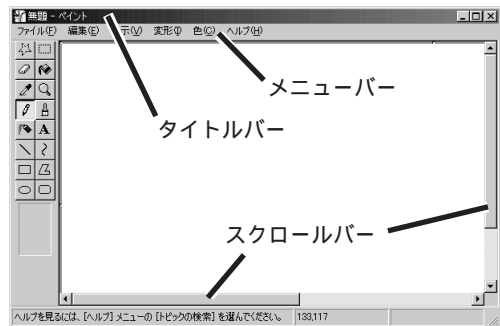 無題 - ペイント
ファイル(F) 編集(E) 示(V) 変形(I) 色(C) ヘルプ(H)
メニューバー
タイトルバー
A
スクロールバー
ヘルプを見るには、[ヘルプ] メニューの [トピックの検索] を選んでください。 133,117